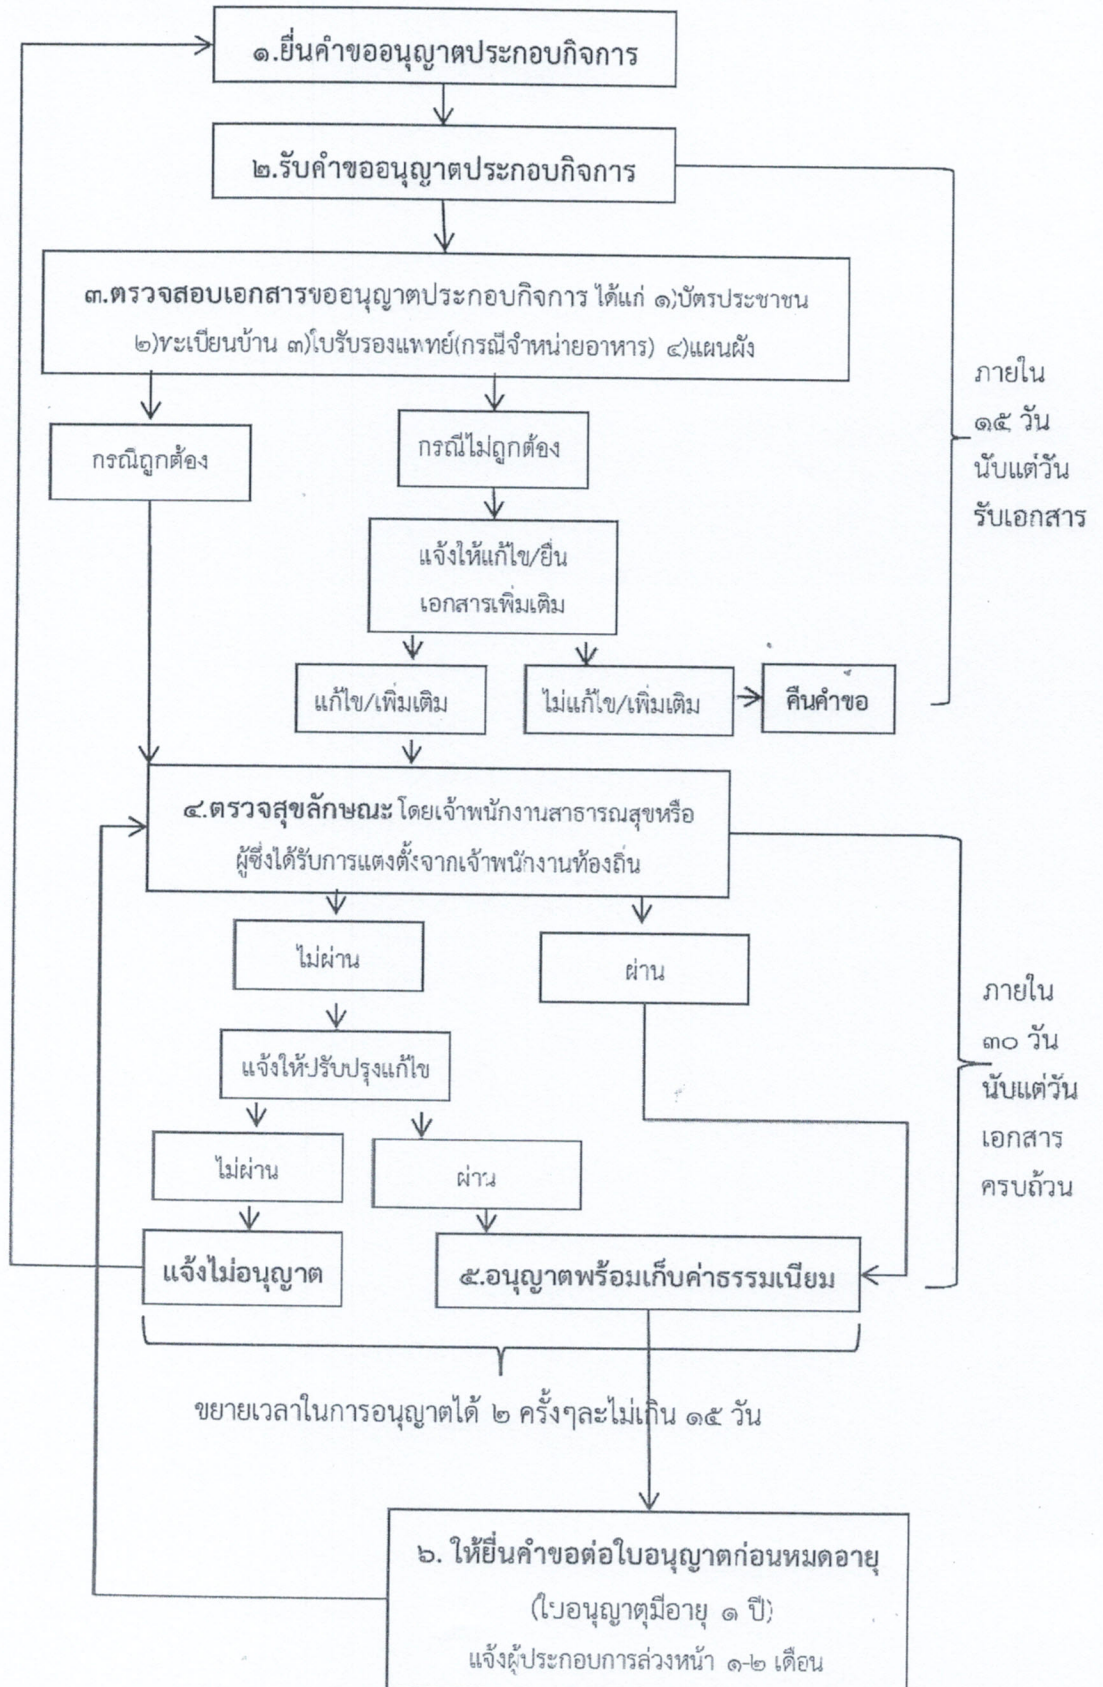 ๑.ยื่นคำขออนุญาตประกอบกิจการ
๒.รับคำขออนุญาตประกอบกิจการ
๓.ตรวจสอบเอกสารขออนุญาตประกอบกิจการ ได้แก่ ๑)บัตรประชาชน
๒)ทะเบียนบ้าน ๓)ใบรับรองแพทย์(กรณีจำหน่ายอาหาร) ๔)แผนผัง
ภายใน
๑๕ วัน
นับแต่วัน
รับเอกสาร
กรณีถูกต้อง
กรณีไม่ถูกต้อง
แจ้งให้แก้ไข/ยื่น
เอกสารเพิ่มเติม
แก้ไข/เพิ่มเติม
ไม่แก้ไข/เพิ่มเติม
คืนคำขอ
๔.ตรวจสุขลักษณะ โดยเจ้าพนักงานสาธารณสุขหรือ
ผู้ซึ่งได้รับการแต่งตั้งจากเจ้าพนักงานท้องถิ่น
ไม่ผ่าน
ผ่าน
ภายใน
๓๐ วัน
นับแต่วัน
เอกสาร
ครบถ้วน
แจ้งให้ปรับปรุงแก้ไข
ไม่ผ่าน
ผ่าน
แจ้งไม่อนุญาต
๕.อนุญาตพร้อมเก็บค่าธรรมเนียม
ขยายเวลาในการอนุญาตได้ ๒ ครั้งๆละไม่เกิน ๑๕ วัน
๖. ให้ยื่นคำขอต่อใบอนุญาตก่อนหมดอายุ
(ใบอนุญาตุมีอายุ ๑ ปี)
แจ้งผู้ประกอบการล่วงหน้า ๑-๒ เดือน